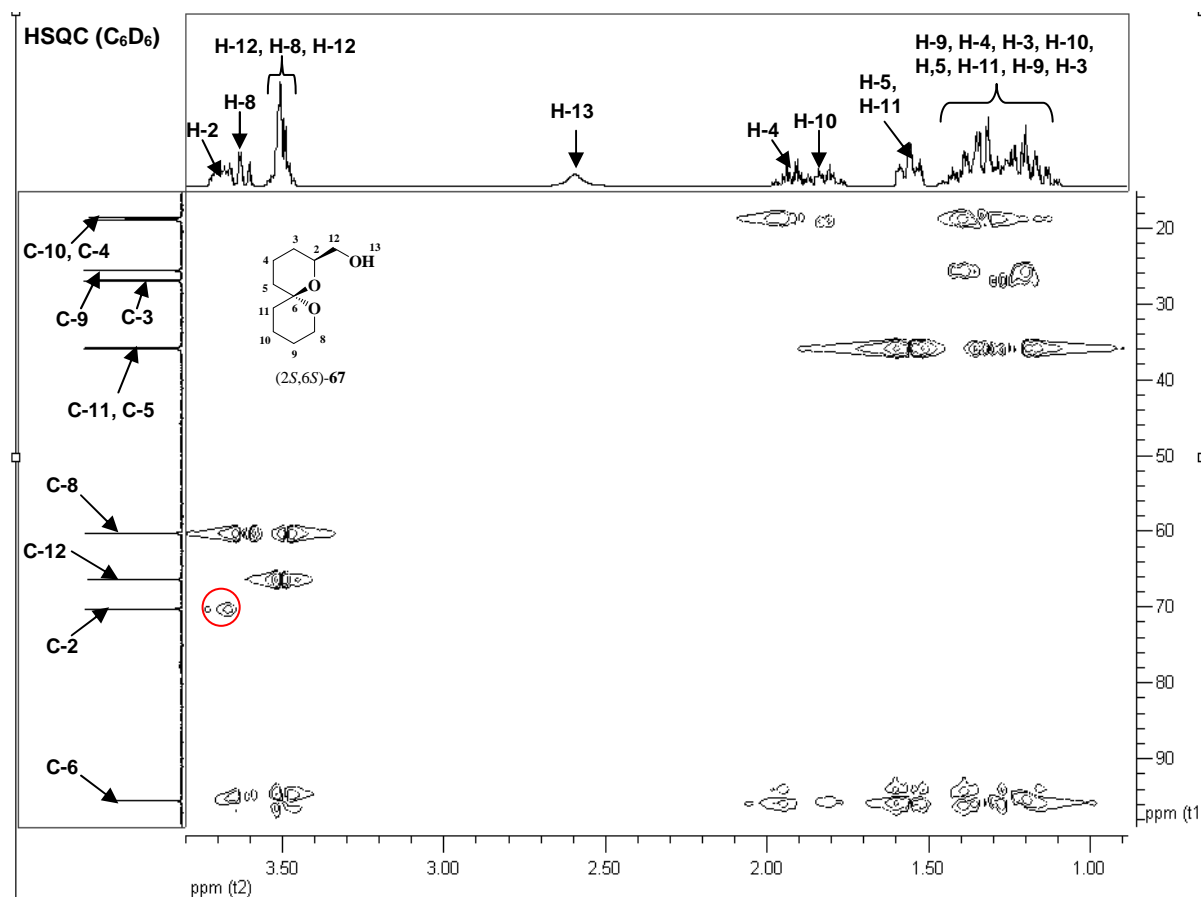 HSQC (C6D6)
H-12, H-8, H-12
H-9, H-4, H-3, H-10,
H,5, H-11, H-9, H-3
H-8
H-2
H-13
H-4
H-10
H-5,
H-11
C-10, C-4
C-9
C-3
C-11, C-5
C-8
C-12
C-2
C-6
3
12
13
4
2
OH
5
O
6
O
11
10
9
8
(2S,6S)-67
20
30
40
50
60
70
80
90
ppm (t1
3.50
3.00
2.50
2.00
1.50
1.00
ppm (t2)